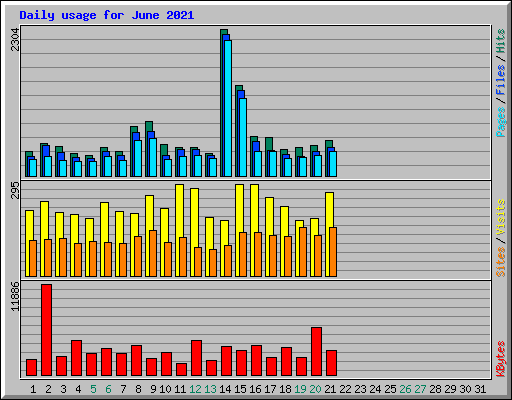 Daily usage for June 2021
2304
Pages / Files / Hits
295
Sites / Visits
11886
KBytes
1 2 3 4 5 6 7 8 9 10 11 12 13 14 15 16 17 18 19 20 21 22 23 24 25 26 27 28 29 30 31